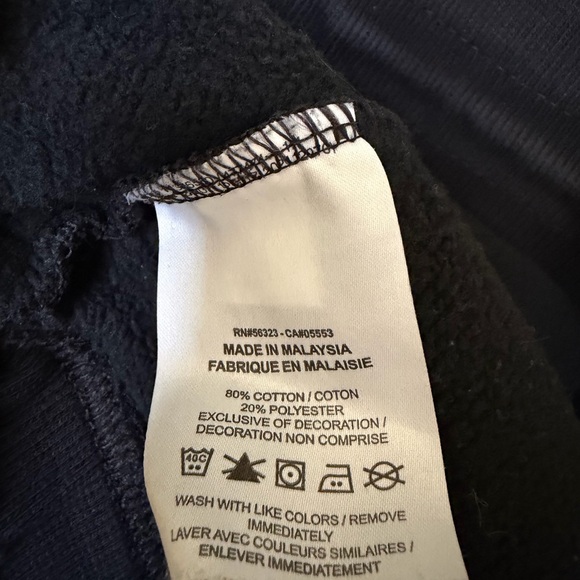 RN#56323 - CA#05553
MADE IN MALAYSIA
FABRIQUE EN MALAISIE
80% COTTON / COTON
20% POLYESTER
EXCLUSIVE OF DECORATION /
DECORATION NON COMPRISE
40C
WASH WITH LIKE COLORS / REMOVE
IMMEDIATELY
LAVER AVEC COULEURS SIMILAIRES /
ENLEVER IMMEDIATEMENT